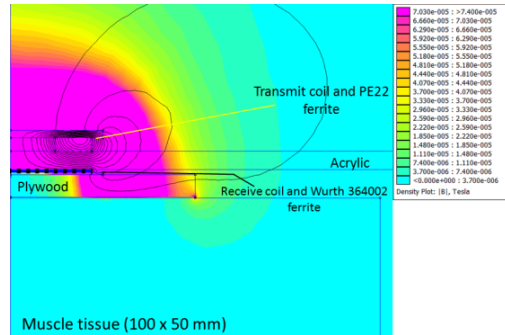 7.030e-005 : >7.400e-005
6.660e-005 : 7.030e-005
6.290e-005 : 6.660e-005
5.920e-005 : 6.290e-005
5.550e-005 : 5.920e-005
5.180e-005 : 5.550e-005
4.810e-005 : 5.180e-005
4.440e-005 : 4.810e-005
4.070e-005 : 4.440e-005
3.700e-005 : 4.070e-005
3.330e-005 : 3.700e-005
2.960e-005 : 3.330e-005
2.590e-005 : 2.960e-005
2.220e-005 : 2.590e-005
1.850e-005 : 2.220e-005
1.480e-005 : 1.850e-005
1.110e-005 : 1.480e-005
7.400e-006 : 1.110e-005
3.700e-006 : 7.400e-006
<0.000e+000 : 3.700e-006
Density Plot: |B|, Tesla
Transmit coil and PE22
ferrite
Acrylic
Plywood
Receive coil and Wurth 364002
ferrite
Muscle tissue (100 x 50 mm)